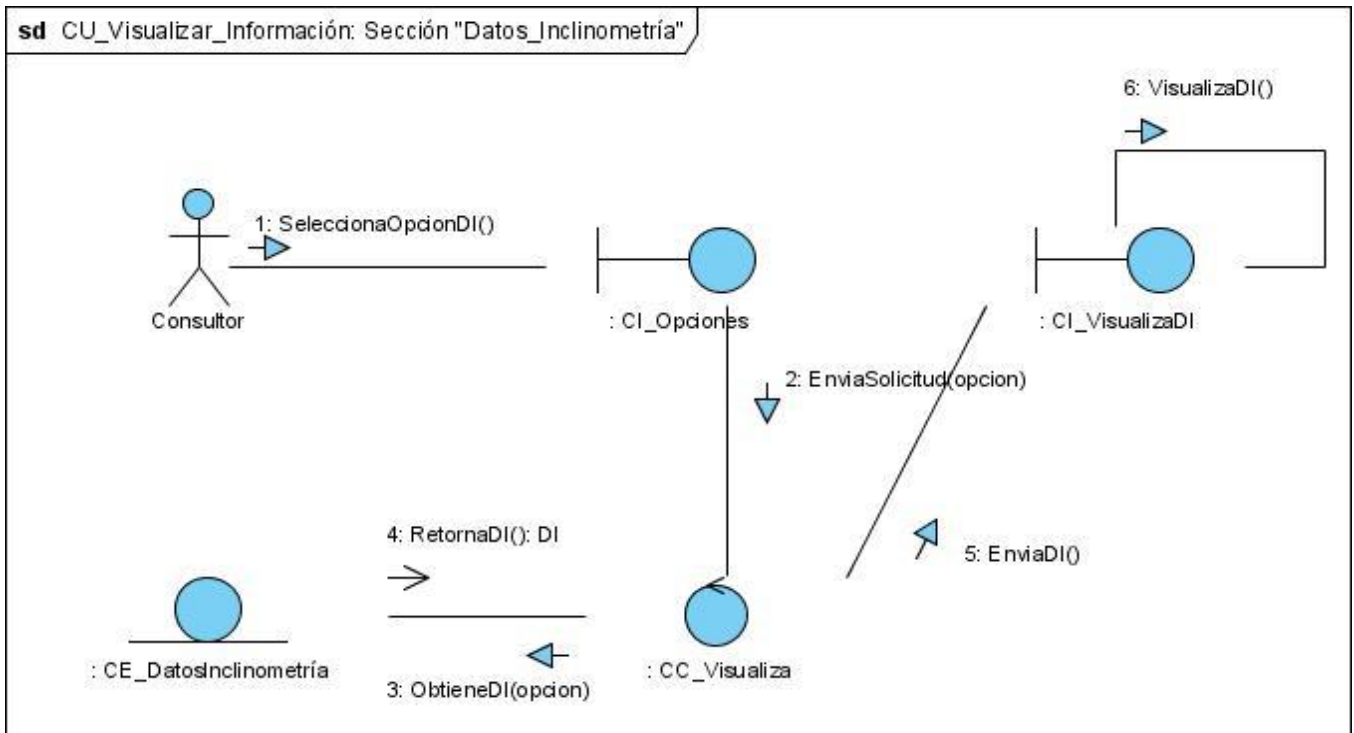 sd CU_Visualizar_Información: Sección "Datos_Inclinometría"
6: VisualizaDI()
1: SeleccionaOpcionDI()
Consultor
: CI_Opciones
: CI_VisualizaDI
2: EnviaSolicitud(opcion)
4: RetornaDI(): DI
5: EnviaDI()
: CE_DatosInclinometría
: CC_Visualiza
3: ObtieneDI(opcion)